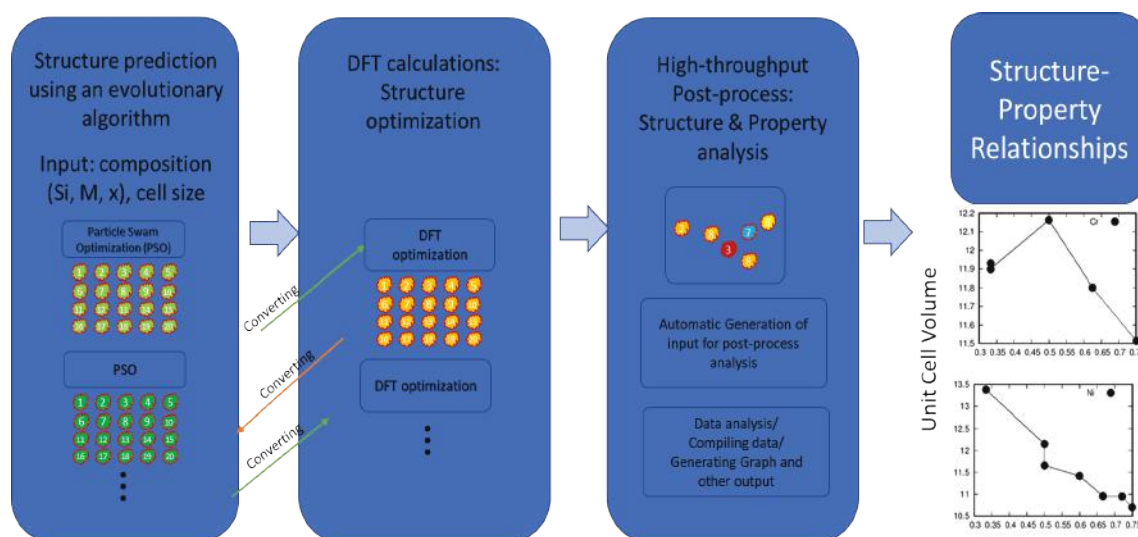 Structure prediction
using an evolutionary
algorithm
Input: composition
(Si, M, x), cell size
Particle Swam
Optimization (PSO)
1 2 3 4 5
6 7 8 9 10
11 12 13 14 15
16 17 18 19 20
PSO
1 2 3 4 5
6 7 8 9 10
11 12 13 14 15
16 17 18 19 20
Converting
Converting
Converting
DFT calculations:
Structure
optimization
DFT
optimization
DFT optimization
High-throughput
Post-process:
Structure & Property
analysis
3
7
Automatic Generation of
input for post-process
analysis
Data analysis/
Compiling data/
Generating Graph and
other output
Structure-
Property
Relationships
Unit Cell Volume
Cr
12.2
12.1
12
11.9
11.8
11.7
11.6
11.5
0.3 0.35 0.4 0.45 0.5 0.55 0.6 0.65 0.7
Ni
13.5
13
12.5
12
11.5
11
10.5
0.3 0.35 0.4 0.45 0.5 0.55 0.6 0.65 0.7 0.75